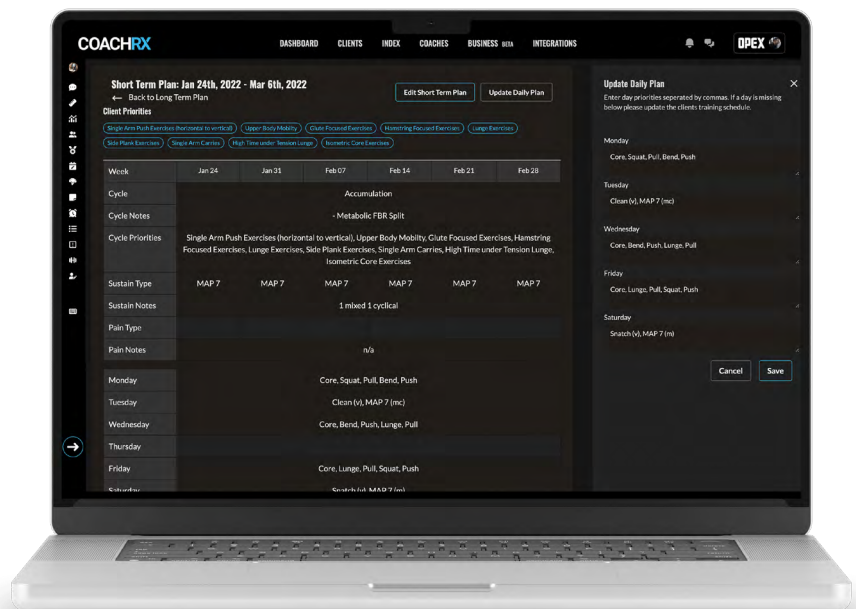 COACHRX
DASHBOARD CLIENTS INDEX COACHES BUSINESS BETA INTEGRATIONS
OPEX
Short Term Plan: Jan 24th, 2022 - Mar 6th, 2022
← Back to Long Term Plan
Edit Short Term Plan
Update Daily Plan
Client Priorities
Single Arm Push Exercises (horizontal to vertical) Upper Body Mobilty Glute Focused Exercises Hamstring Focused Exercises Lunge Exercises
Side Plank Exercises Single Arm Carries High Time under Tension Lunge Isometric Core Exercises
Week Jan 24 Jan 31 Feb 07 Feb 14 Feb 21 Feb 28
Cycle Accumulation
Cycle Notes - Metabolic FBR Split
Cycle Priorities Single Arm Push Exercises (horizontal to vertical), Upper Body Mobilty, Glute Focused Exercises, Hamstring
Focused Exercises, Lunge Exercises, Side Plank Exercises, Single Arm Carries, High Time under Tension Lunge,
Isometric Core Exercises
Sustain Type MAP 7 MAP 7 MAP 7 MAP 7 MAP 7 MAP 7
Sustain Notes 1 mixed 1 cyclical
Pain Type
Pain Notes n/a
Monday Core, Squat, Pull, Bend, Push
Tuesday Clean (v), MAP 7 (mc)
Wednesday Core, Bend, Push, Lunge, Pull
Thursday
Friday Core, Lunge, Pull, Squat, Push
Saturday Snatch (v), MAP 7 (m)
Update Daily Plan
Enter day priorities seperated by commas. If a day is missing
below please update the clients training schedule.
Monday
Core, Squat, Pull, Bend, Push
Tuesday
Clean (v), MAP 7 (mc)
Wednesday
Core, Bend, Push, Lunge, Pull
Friday
Core, Lunge, Pull, Squat, Push
Saturday
Snatch (v), MAP 7 (m)
Cancel Save